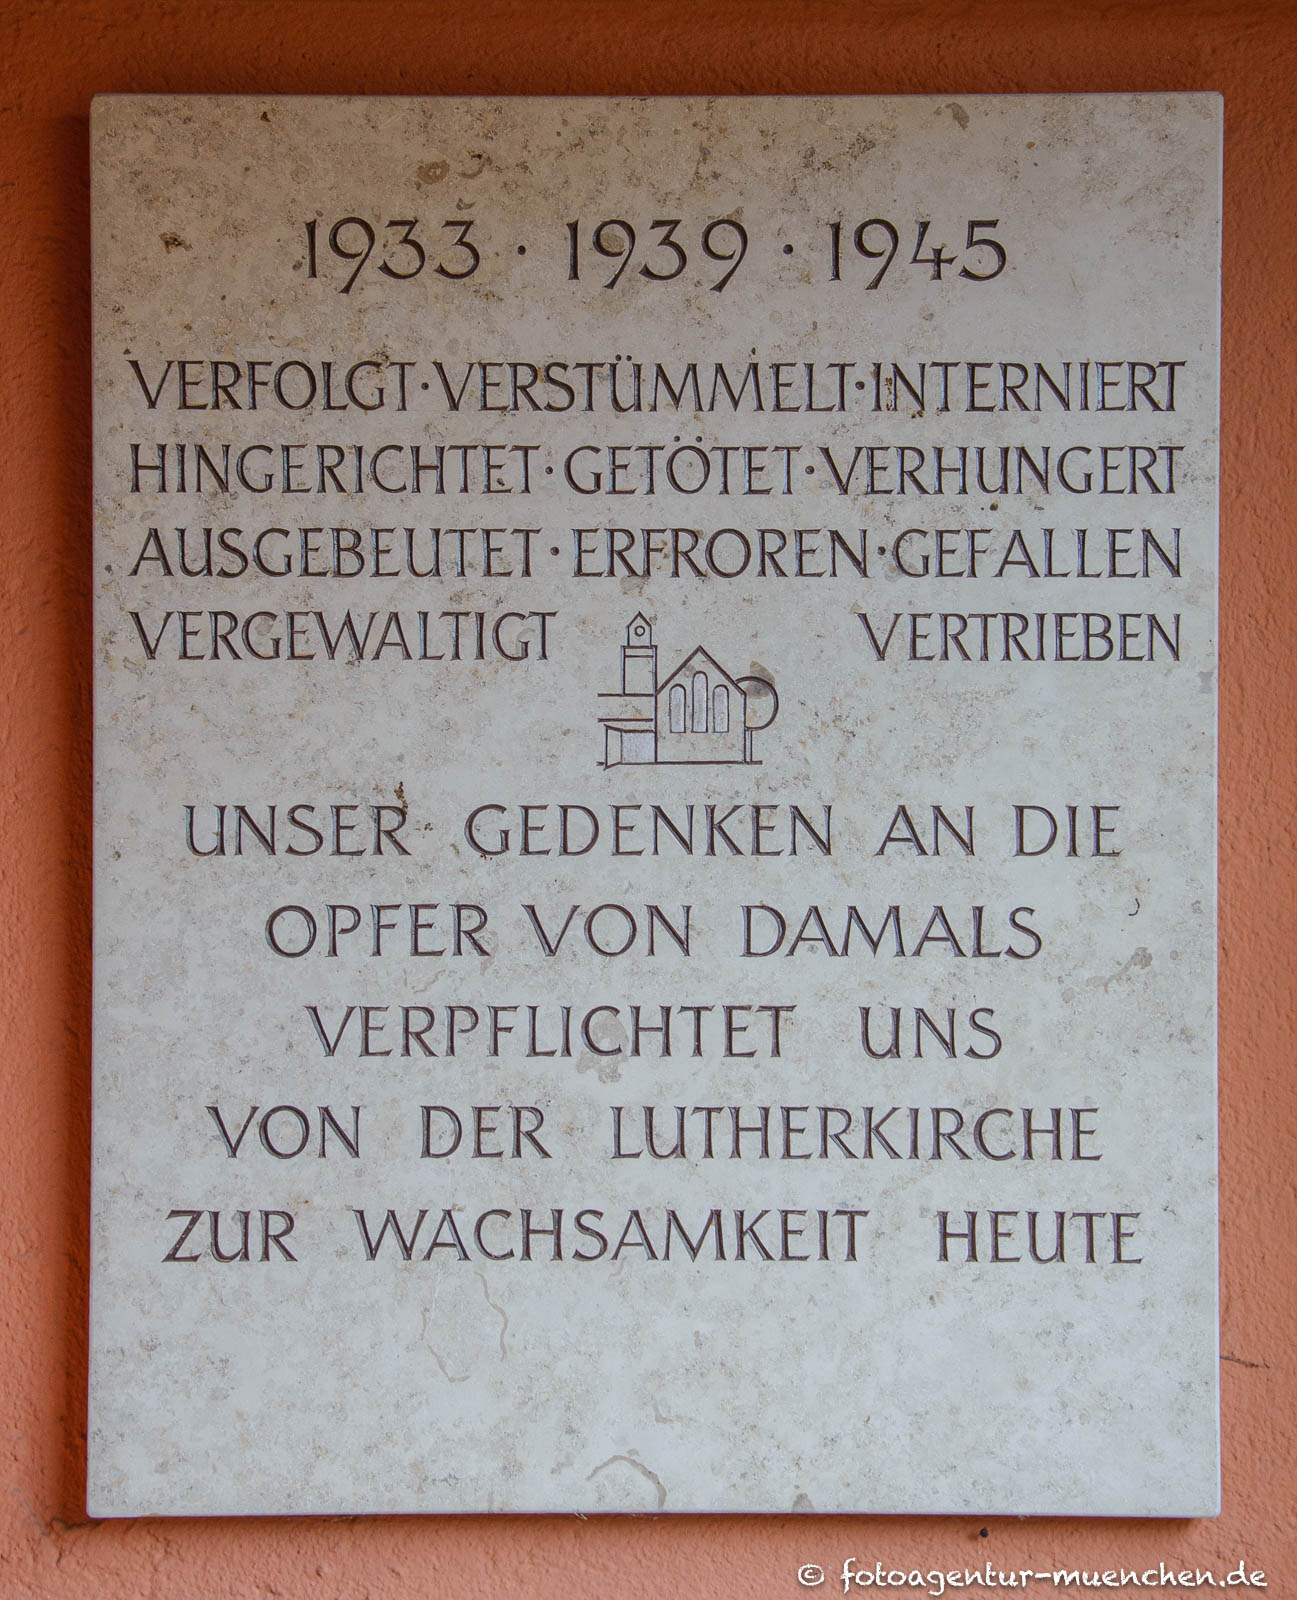 1933 · 1939 · 1945
VERFOLGT · VERSTÜMMELT · INTERNIERT
HINGERICHTET · GETÖTET · VERHUNGERT
AUSGEBEUTET · ERFROREN · GEFALLEN
VERGEWALTIGT VERTRIEBEN
UNSER GEDENKEN AN DIE
OPFER VON DAMALS
VERPFLICHTET UNS
VON DER LUTHERKIRCHE
ZUR WACHSAMKEIT HEUTE
© fotoagentur-muenchen.de